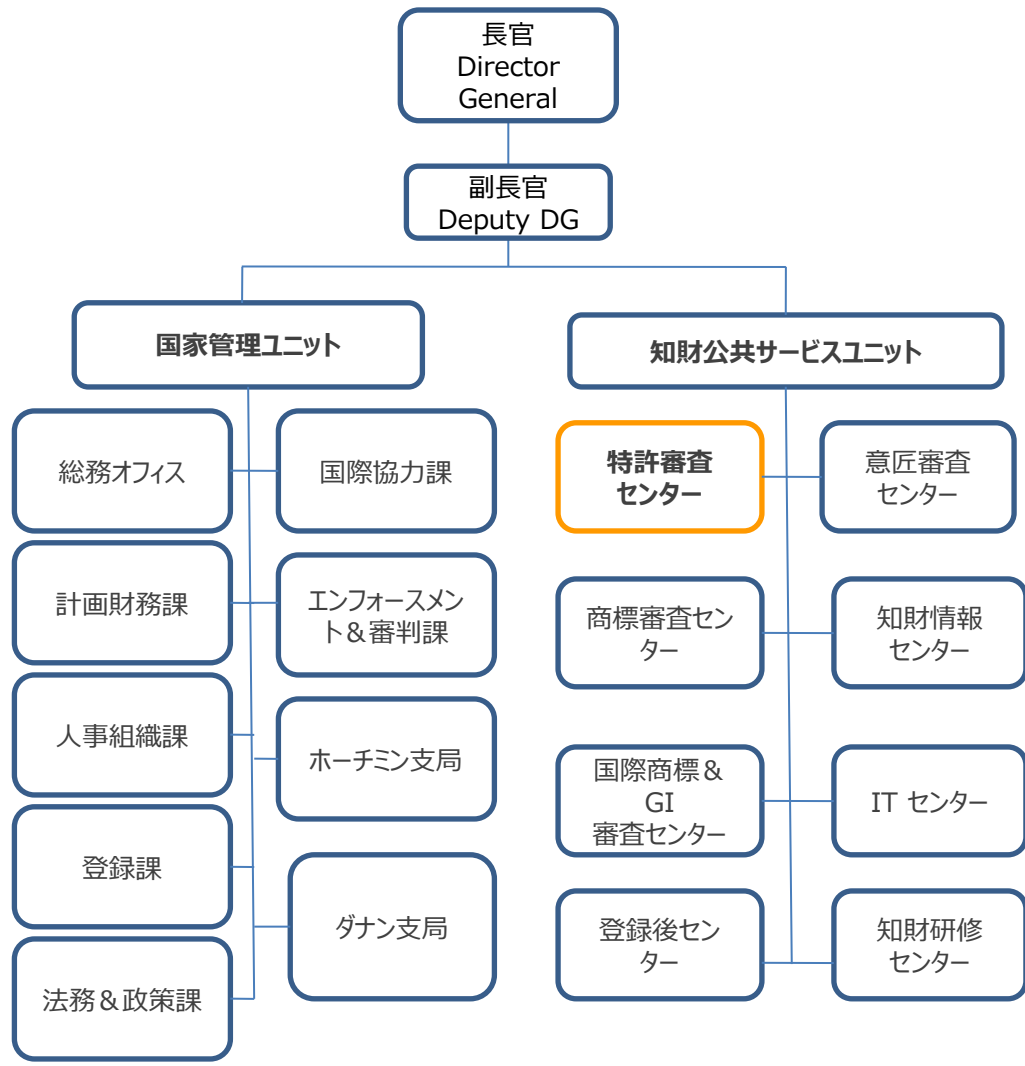 長官
Director
General
副長官
Deputy DG
国家管理ユニット
知財公共サービスユニット
総務オフィス
国際協力課
特許審査
センター
意匠審査
センター
計画財務課
エンフォースメン
ト＆審判課
商標審査セン
ター
知財情報
センター
人事組織課
ホーチミン支局
国際商標＆
GI
審査センター
IT センター
登録課
ダナン支局
登録後セン
ター
知財研修
センター
法務＆政策課